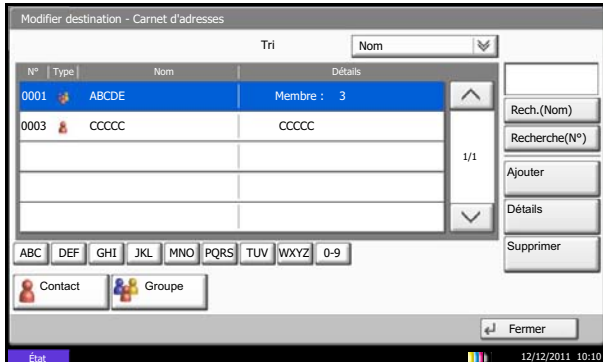 Modifier destination - Carnet d'adresses
Tri Nom
N° Type Nom Détails
0001 ABCDE Membre : 3
0003 CCCCC CCCCC
1/1
Rech.(Nom)
Recherche(N°)
Ajouter
Détails
Supprimer
ABC DEF GHI JKL MNO PQRS TUV WXYZ 0-9
Contact Groupe
Fermer
État 12/12/2011 10:10